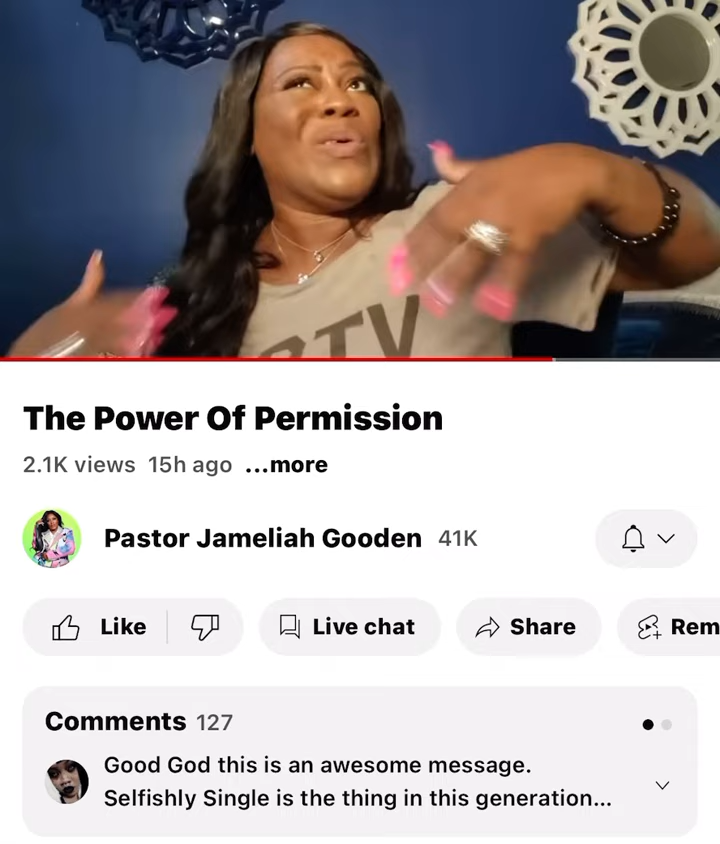 RTV
The Power Of Permission
2.1K views 15h ago ...more
Pastor Jameliah Gooden 41K
Like
Live chat
Share
Rem
Comments 127
Good God this is an awesome message.
Selfishly Single is the thing in this generation...